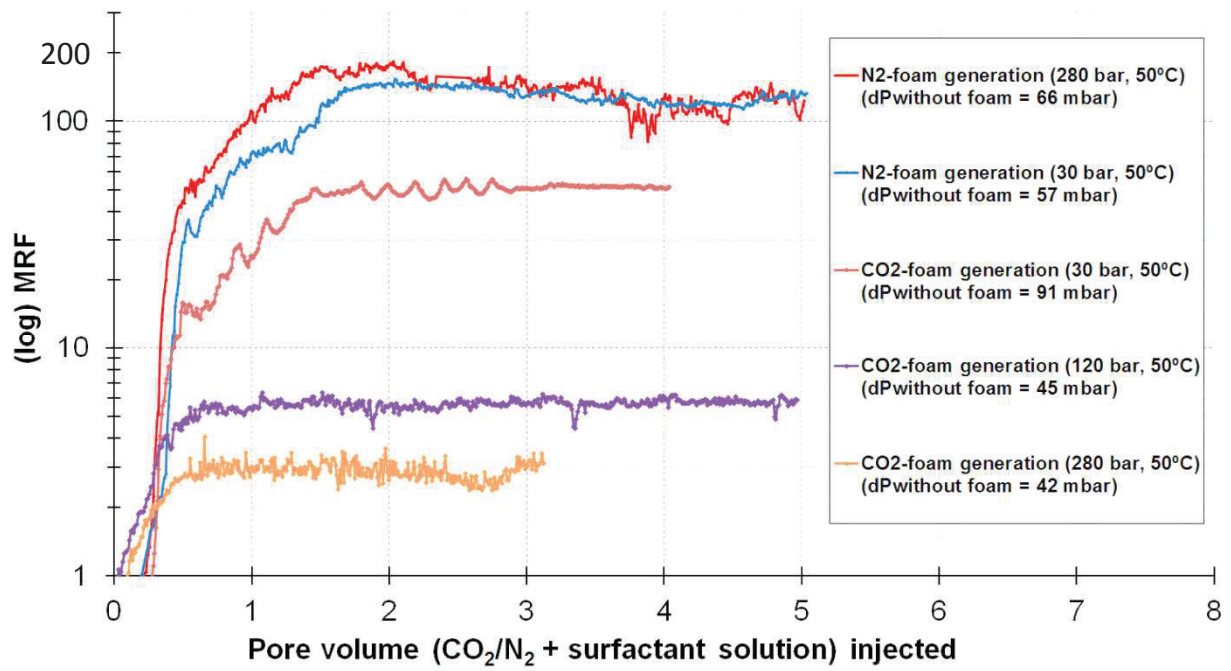 200
100
10
1
(log) MRF
0 1 2 3 4 5 6 7 8
Pore volume (CO₂/N₂ + surfactant solution) injected
N2-foam generation (280 bar, 50ºC)
(dPwithout foam = 66 mbar)
N2-foam generation (30 bar, 50ºC)
(dPwithout foam = 57 mbar)
CO2-foam generation (30 bar, 50ºC)
(dPwithout foam = 91 mbar)
CO2-foam generation (120 bar, 50ºC)
(dPwithout foam = 45 mbar)
CO2-foam generation (280 bar, 50ºC)
(dPwithout foam = 42 mbar)